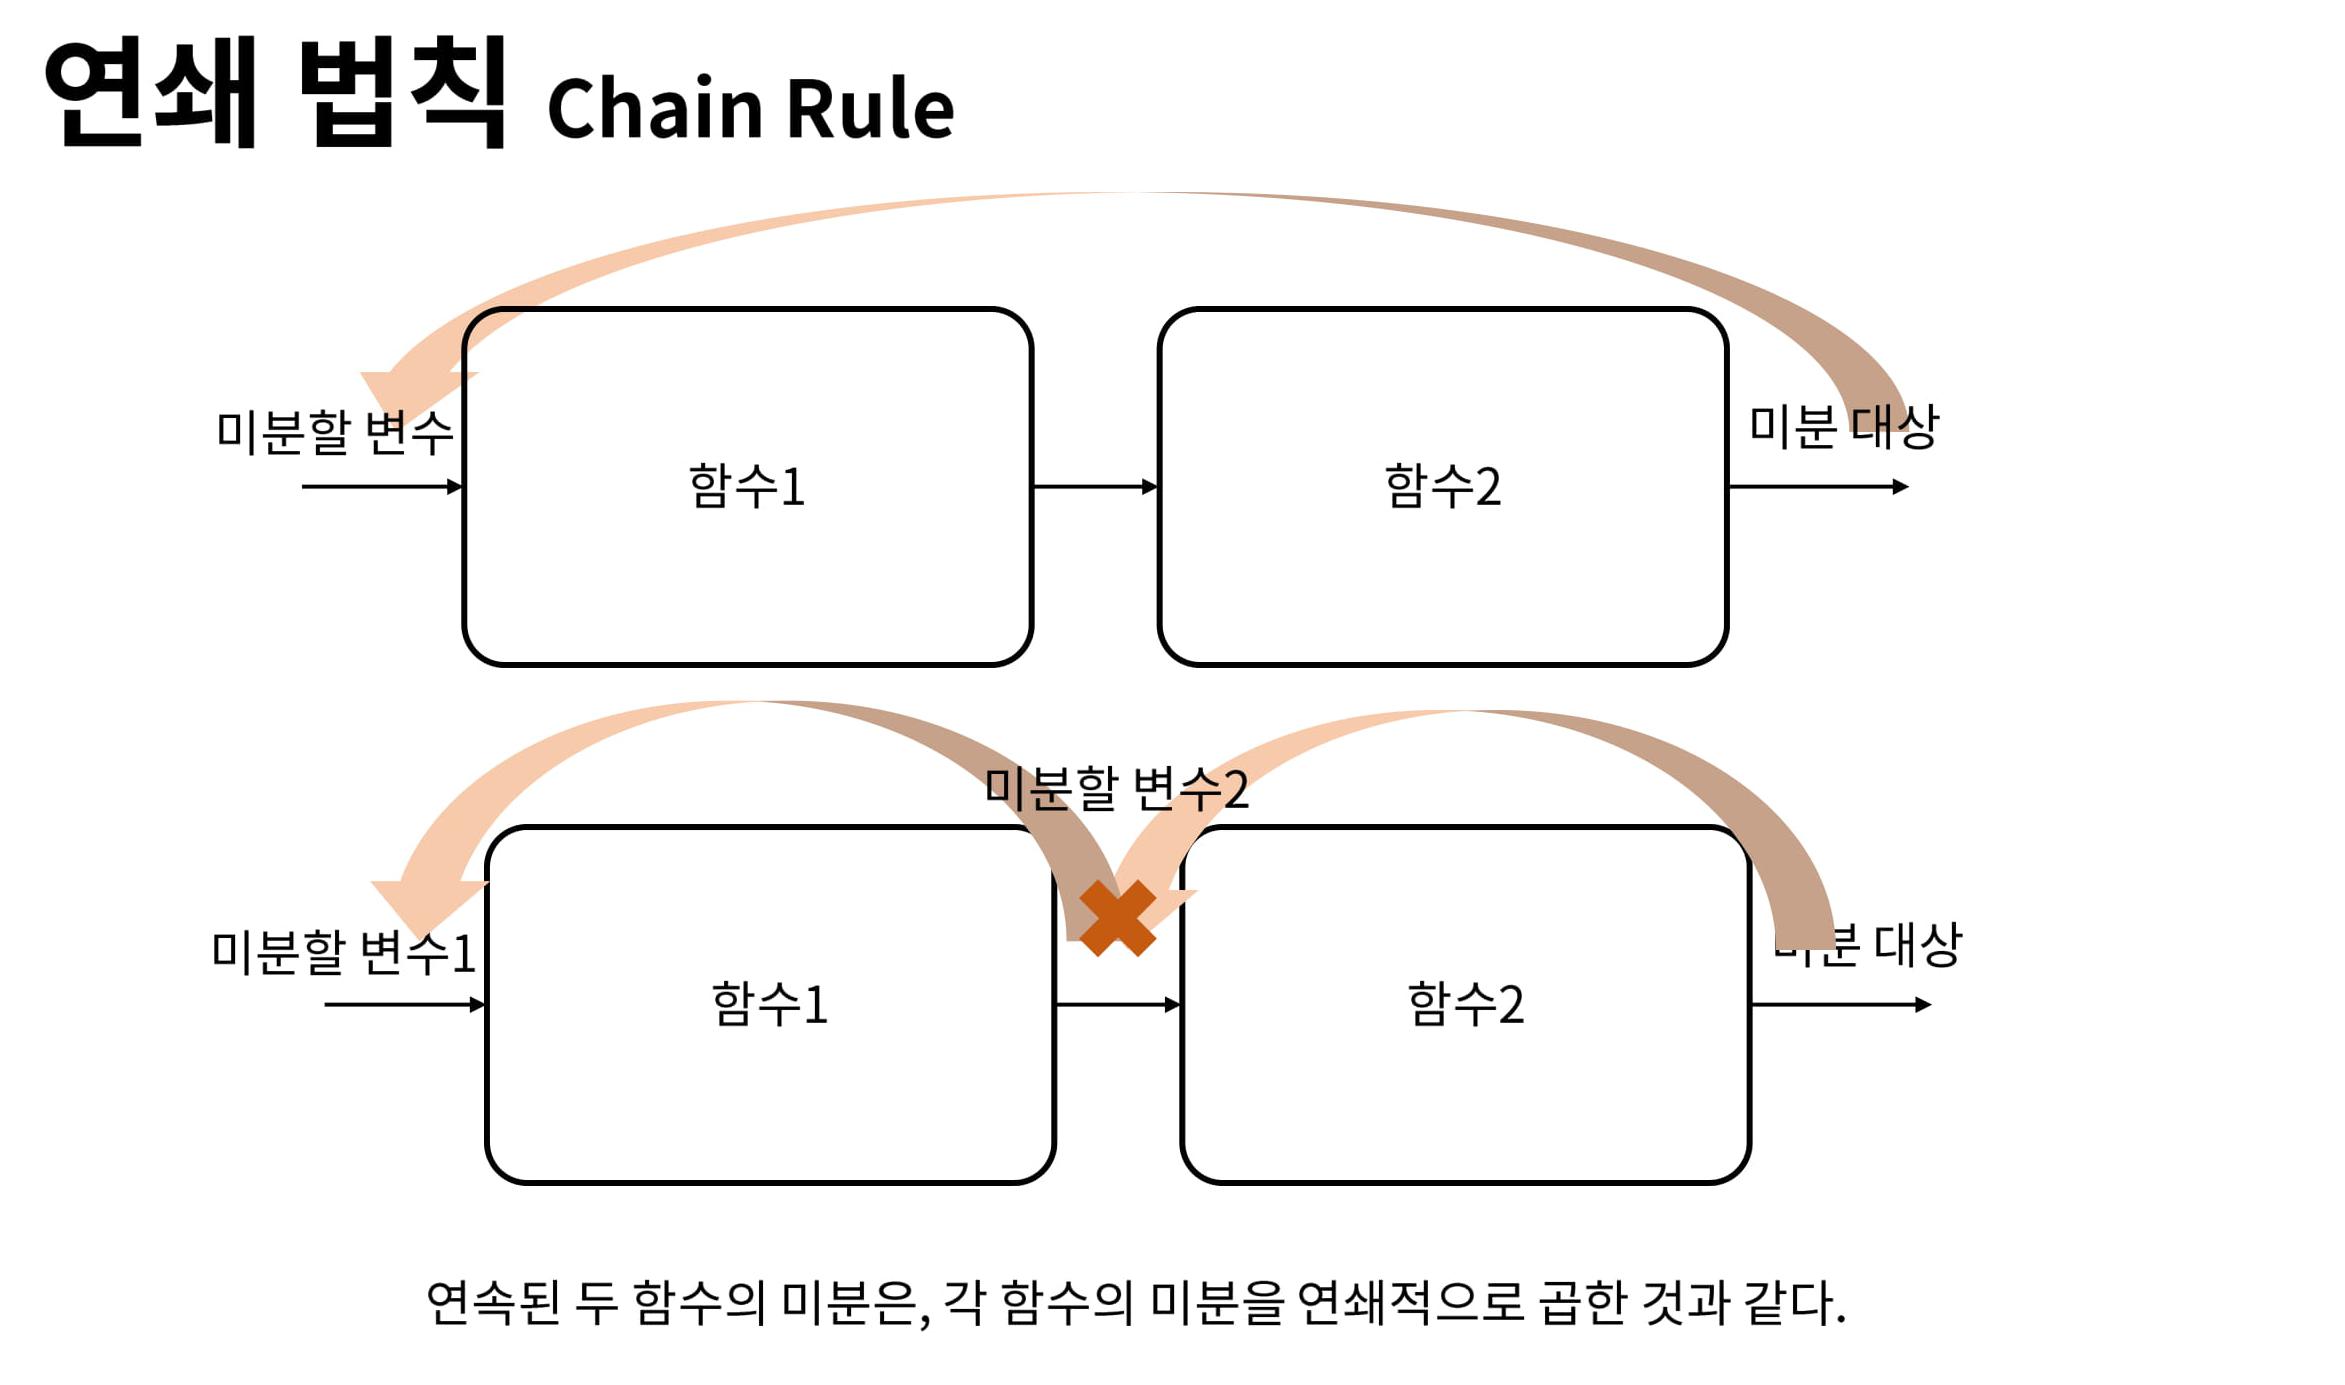 연쇄 법칙 Chain Rule
미분할 변수
미분 대상
함수1
함수2
미분할 변수2
미분할 변수1
미분 대상
함수1
함수2
연속된 두 함수의 미분은, 각 함수의 미분을 연쇄적으로 곱한 것과 같다.